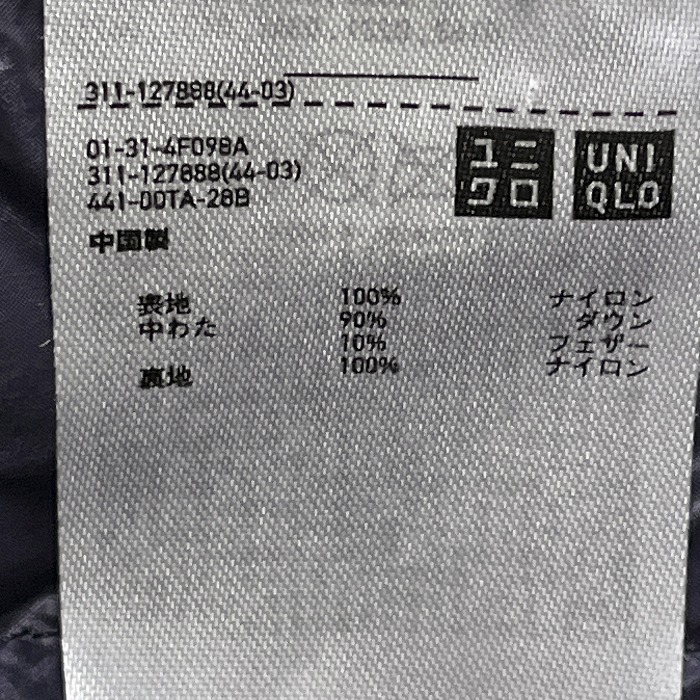 311-127888(44-03)
01-31-4F098A
311-127888(44-03)
441-00TA-28B
ユニ
クロ
UNI
QLO
中国製
表地 100% ナイロン
中わた 90% ダウン
10% フェザー
裏地 100% ナイロン